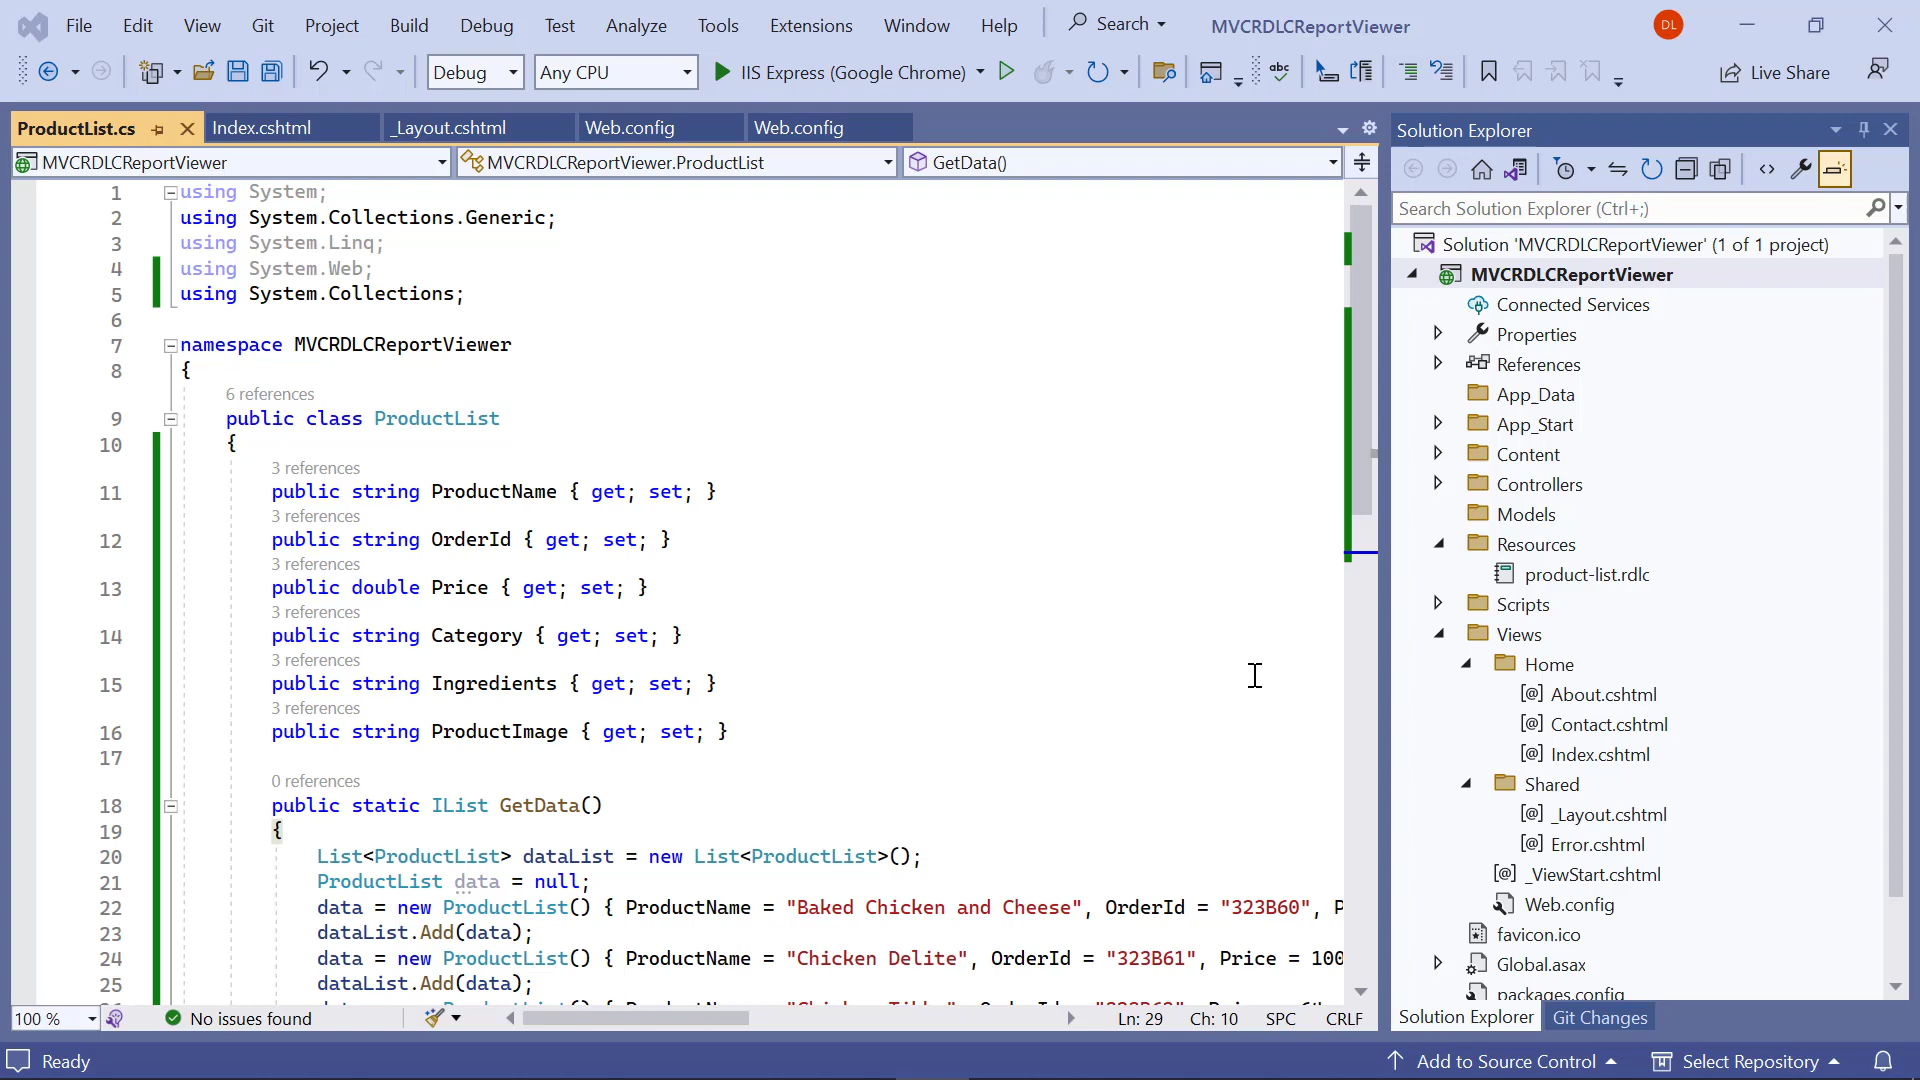 File Edit View Git Project Build Debug Test Analyze Tools Extensions Window Help Search MVCRDLCReportViewer DL
Debug Any CPU IIS Express (Google Chrome) abc Live Share
ProductList.cs Index.cshtml _Layout.cshtml Web.config Web.config
MVCRDLCReportViewer MVCRDLCReportViewer.ProductList GetData()
1 using System;
2 using System.Collections.Generic;
3 using System.Linq;
4 using System.Web;
5 using System.Collections;
6
7 namespace MVCRDLCReportViewer
8 {
6 references
9 public class ProductList
10 {
3 references
11 public string ProductName { get; set; }
3 references
12 public string OrderId { get; set; }
3 references
13 public double Price { get; set; }
3 references
14 public string Category { get; set; }
3 references
15 public string Ingredients { get; set; }
3 references
16 public string ProductImage { get; set; }
17
0 references
18 public static IList GetData()
19 {
20 List<ProductList> dataList = new List<ProductList>();
21 ProductList data = null;
22 data = new ProductList() { ProductName = "Baked Chicken and Cheese", OrderId = "323B60", P
23 dataList.Add(data);
24 data = new ProductList() { ProductName = "Chicken Delite", OrderId = "323B61", Price = 100
25 dataList.Add(data);
100 % No issues found Ln: 29 Ch: 10 SPC CRLF
Solution Explorer
Search Solution Explorer (Ctrl+;)
Solution 'MVCRDLCReportViewer' (1 of 1 project)
MVCRDLCReportViewer
Connected Services
Properties
References
App_Data
App_Start
Content
Controllers
Models
Resources
product-list.rdlc
Scripts
Views
Home
About.cshtml
Contact.cshtml
Index.cshtml
Shared
_Layout.cshtml
Error.cshtml
_ViewStart.cshtml
Web.config
favicon.ico
Global.asax
packages.config
Solution Explorer Git Changes
Ready Add to Source Control Select Repository